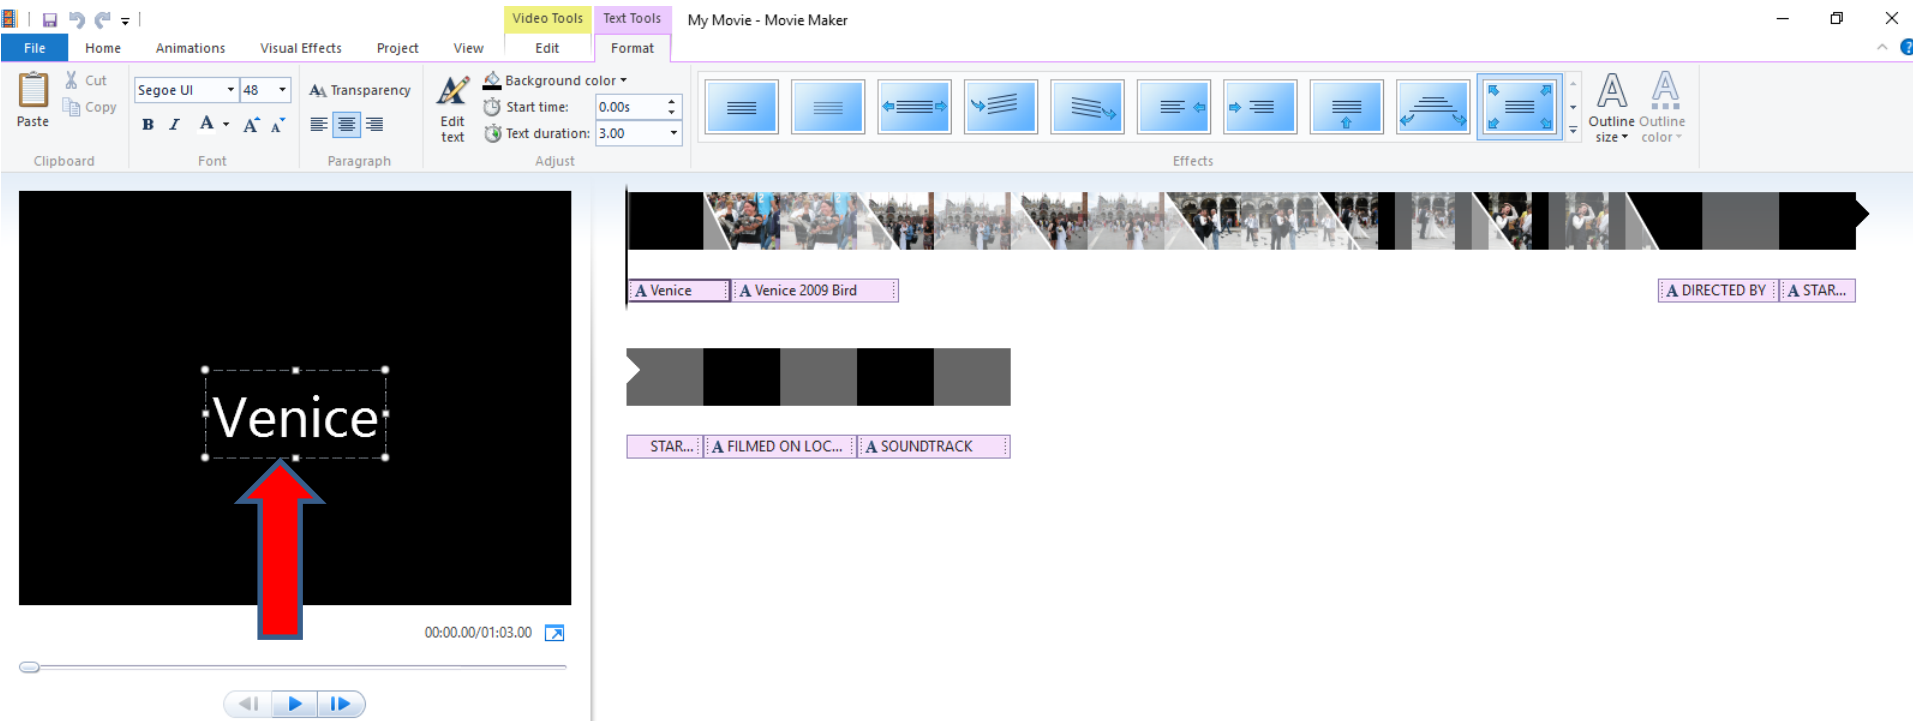 Video Tools Text Tools My Movie - Movie Maker
File Home Animations Visual Effects Project View Edit Format
Paste
Cut
Copy
Clipboard
Segoe UI 48
B I A A A
Font
Transparency
Paragraph
Edit text
Background color
Start time: 0.00s
Text duration: 3.00
Adjust
Effects
Outline size
Outline color
A Venice
A Venice 2009 Bird
A DIRECTED BY
A STAR...
STAR...
A FILMED ON LOC...
A SOUNDTRACK
Venice
00:00.00/01:03.00